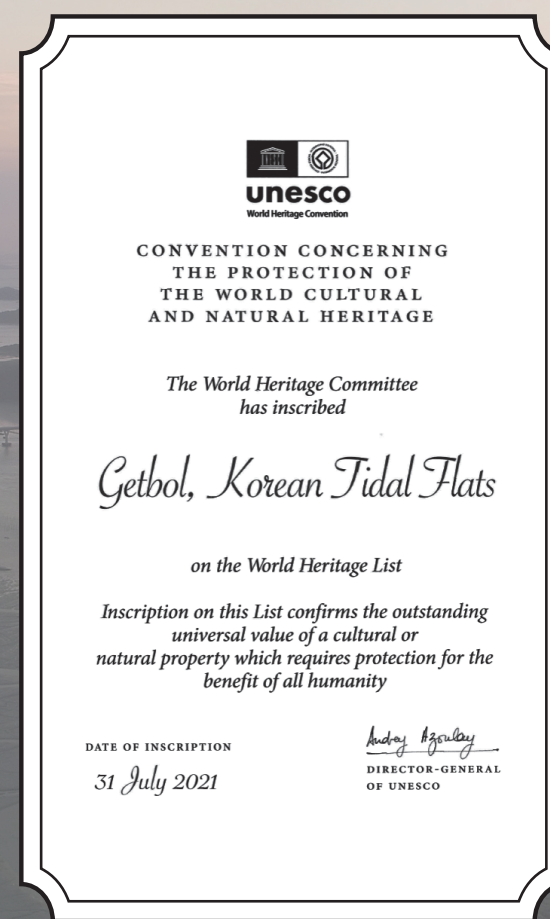 unesco
World Heritage Convention
CONVENTION CONCERNING
THE PROTECTION OF
THE WORLD CULTURAL
AND NATURAL HERITAGE
The World Heritage Committee
has inscribed
Getbol, Korean Tidal Flats
on the World Heritage List
Inscription on this List confirms the outstanding
universal value of a cultural or
natural property which requires protection for the
benefit of all humanity
DATE OF INSCRIPTION
31 July 2021
Audrey Azoulay
DIRECTOR-GENERAL
OF UNESCO